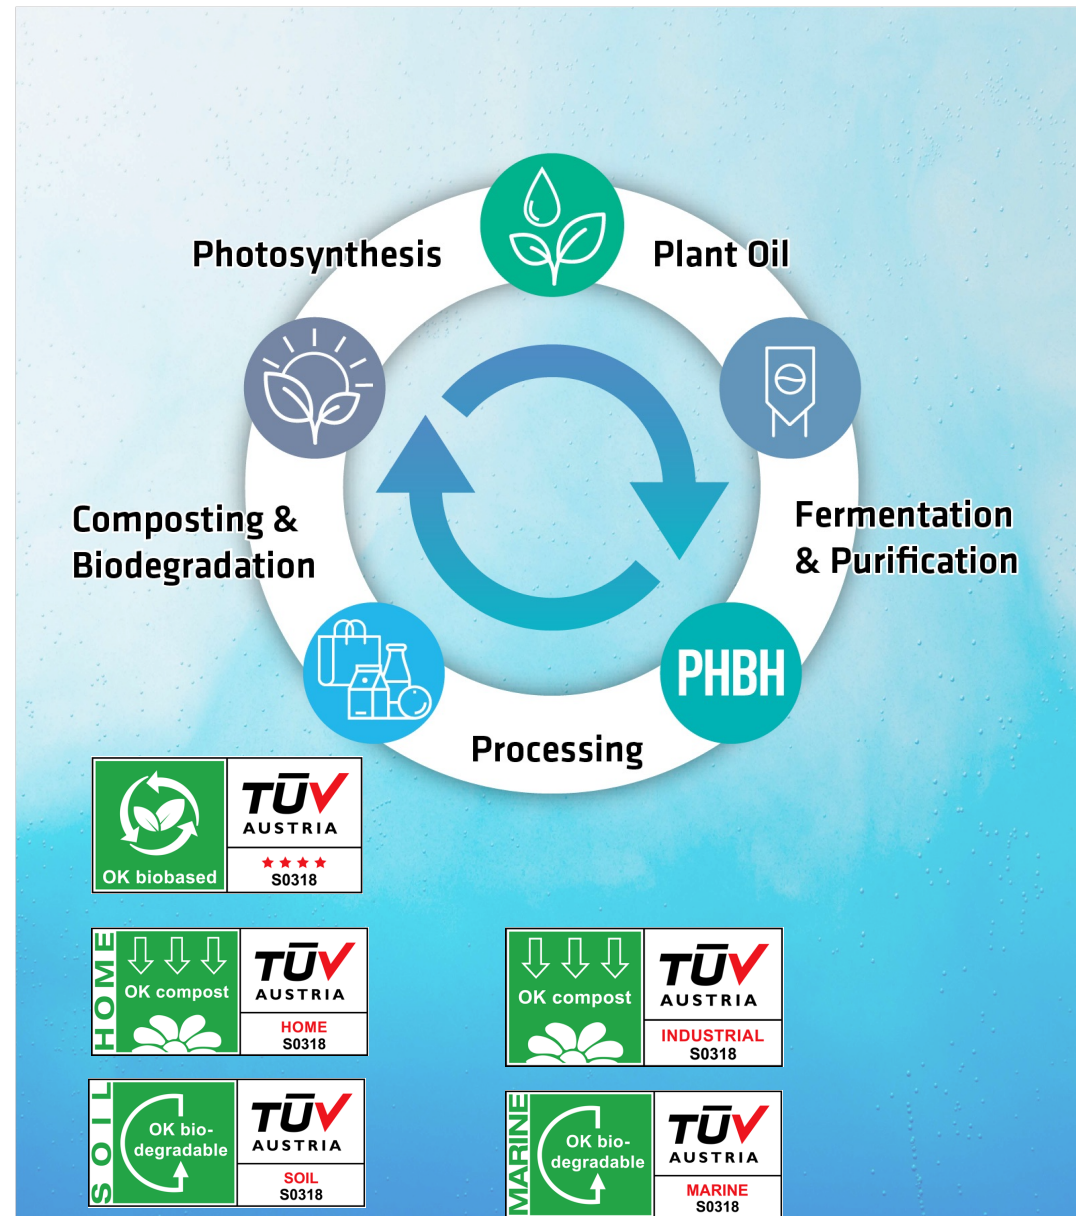 Photosynthesis
Plant Oil
Composting &
Biodegradation
Fermentation
& Purification
PHBH
Processing
OK biobased
TÜV
AUSTRIA
S0318
HOME
OK compost
TÜV
AUSTRIA
HOME
S0318
OK compost
TÜV
AUSTRIA
INDUSTRIAL
S0318
SOIL
OK bio-
degradable
TÜV
AUSTRIA
SOIL
S0318
MARINE
OK bio-
degradable
TÜV
AUSTRIA
MARINE
S0318